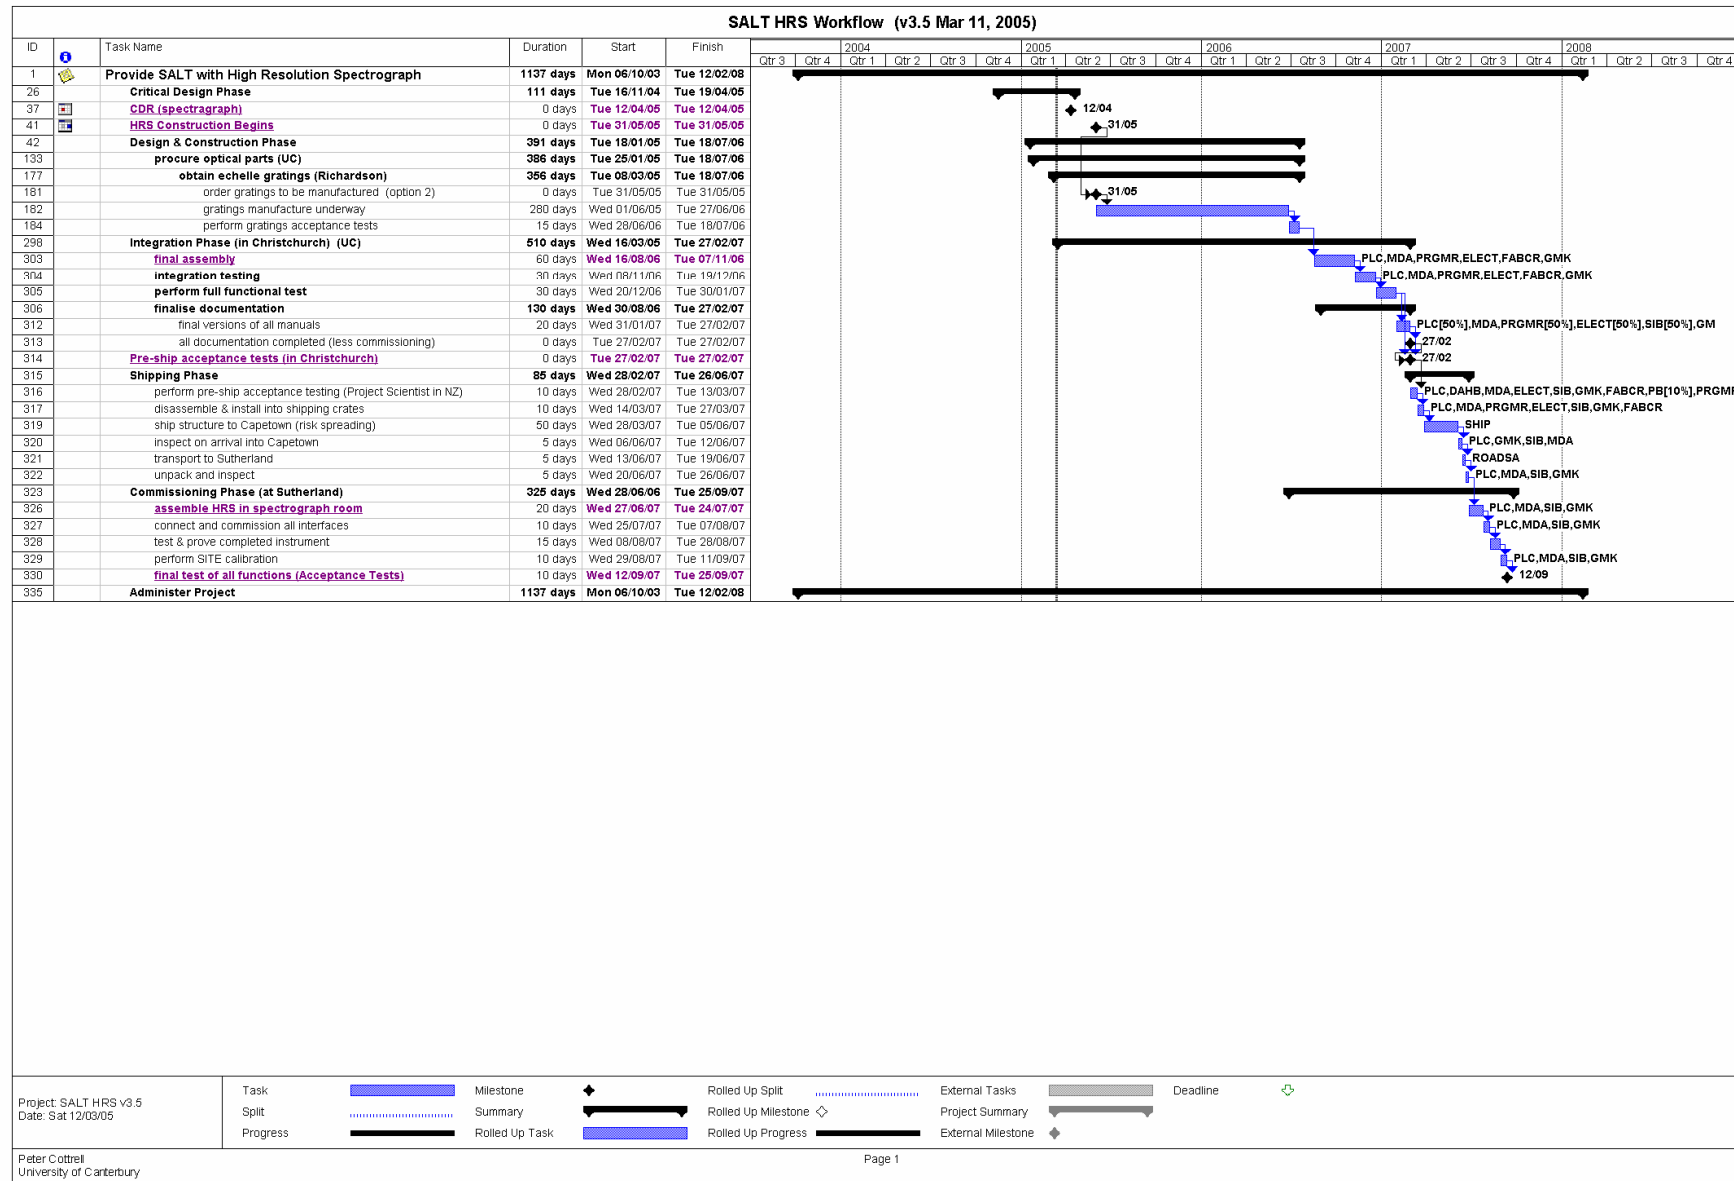 SALT HRS Workflow (v3.5 Mar 11, 2005)
ID Task Name Duration Start Finish 2004 2005 2006 2007 2008
Qtr 3 Qtr 4 Qtr 1 Qtr 2 Qtr 3 Qtr 4 Qtr 1 Qtr 2 Qtr 3 Qtr 4 Qtr 1 Qtr 2 Qtr 3 Qtr 4 Qtr 1 Qtr 2 Qtr 3 Qtr 4 Qtr 1 Qtr 2 Qtr 3 Qtr 4
1 Provide SALT with High Resolution Spectrograph 1137 days Mon 06/10/03 Tue 12/02/08
26 Critical Design Phase 111 days Tue 16/11/04 Tue 19/04/05
37 CDR (spectragraph) 0 days Tue 12/04/05 Tue 12/04/05 12/04
41 HRS Construction Begins 0 days Tue 31/05/05 Tue 31/05/05 31/05
42 Design & Construction Phase 391 days Tue 18/01/05 Tue 18/07/06
133 procure optical parts (UC) 386 days Tue 25/01/05 Tue 18/07/06
177 obtain echelle gratings (Richardson) 356 days Tue 08/03/05 Tue 18/07/06
181 order gratings to be manufactured (option 2) 0 days Tue 31/05/05 Tue 31/05/05 31/05
182 gratings manufacture underway 280 days Wed 01/06/05 Tue 27/06/06
184 perform gratings acceptance tests 15 days Wed 28/06/06 Tue 18/07/06
298 Integration Phase (in Christchurch) (UC) 510 days Wed 16/03/05 Tue 27/02/07
303 final assembly 60 days Wed 16/08/06 Tue 07/11/06 PLC,MDA,PRGMR,ELECT,FABCR,GMK
304 integration testing 30 days Wed 08/11/06 Tue 19/12/06 PLC,MDA,PRGMR,ELECT,FABCR,GMK
305 perform full functional test 30 days Wed 20/12/06 Tue 30/01/07
306 finalise documentation 130 days Wed 30/08/06 Tue 27/02/07
312 final versions of all manuals 20 days Wed 31/01/07 Tue 27/02/07 PLC[50%],MDA,PRGMR[50%],ELECT[50%],SIB[50%],GM
313 all documentation completed (less commissioning) 0 days Tue 27/02/07 Tue 27/02/07 27/02
314 Pre-ship acceptance tests (in Christchurch) 0 days Tue 27/02/07 Tue 27/02/07 27/02
315 Shipping Phase 85 days Wed 28/02/07 Tue 26/06/07
316 perform pre-ship acceptance testing (Project Scientist in NZ) 10 days Wed 28/02/07 Tue 13/03/07 PLC,DAHB,MDA,ELECT,SIB,GMK,FABCR,PB[10%],PRGMR
317 disassemble & install into shipping crates 10 days Wed 14/03/07 Tue 27/03/07 PLC,MDA,PRGMR,ELECT,SIB,GMK,FABCR
319 ship structure to Capetown (risk spreading) 50 days Wed 28/03/07 Tue 05/06/07 SHIP
320 inspect on arrival into Capetown 5 days Wed 06/06/07 Tue 12/06/07 PLC,GMK,SIB,MDA
321 transport to Sutherland 5 days Wed 13/06/07 Tue 19/06/07 ROADSA
322 unpack and inspect 5 days Wed 20/06/07 Tue 26/06/07 PLC,MDA,SIB,GMK
323 Commissioning Phase (at Sutherland) 325 days Wed 28/06/06 Tue 25/09/07
326 assemble HRS in spectrograph room 20 days Wed 27/06/07 Tue 24/07/07 PLC,MDA,SIB,GMK
327 connect and commission all interfaces 10 days Wed 25/07/07 Tue 07/08/07 PLC,MDA,SIB,GMK
328 test & prove completed instrument 15 days Wed 08/08/07 Tue 28/08/07
329 perform SITE calibration 10 days Wed 29/08/07 Tue 11/09/07 PLC,MDA,SIB,GMK
330 final test of all functions (Acceptance Tests) 10 days Wed 12/09/07 Tue 25/09/07 12/09
335 Administer Project 1137 days Mon 06/10/03 Tue 12/02/08
Project: SALT HRS v3.5
Date: Sat 12/03/05
Task Milestone Rolled Up Split External Tasks Deadline
Split Summary Rolled Up Milestone Project Summary
Progress Rolled Up Task Rolled Up Progress External Milestone
Peter Cottrell
University of Canterbury
Page 1